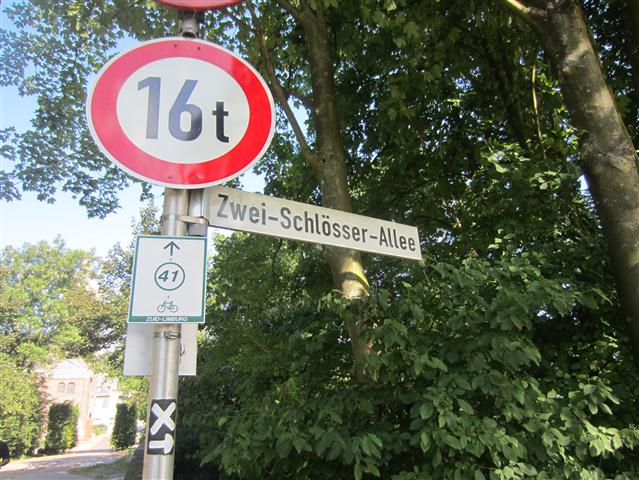 16t
Zwei-Schlösser-Allee
41
ZUID-LIMBURG